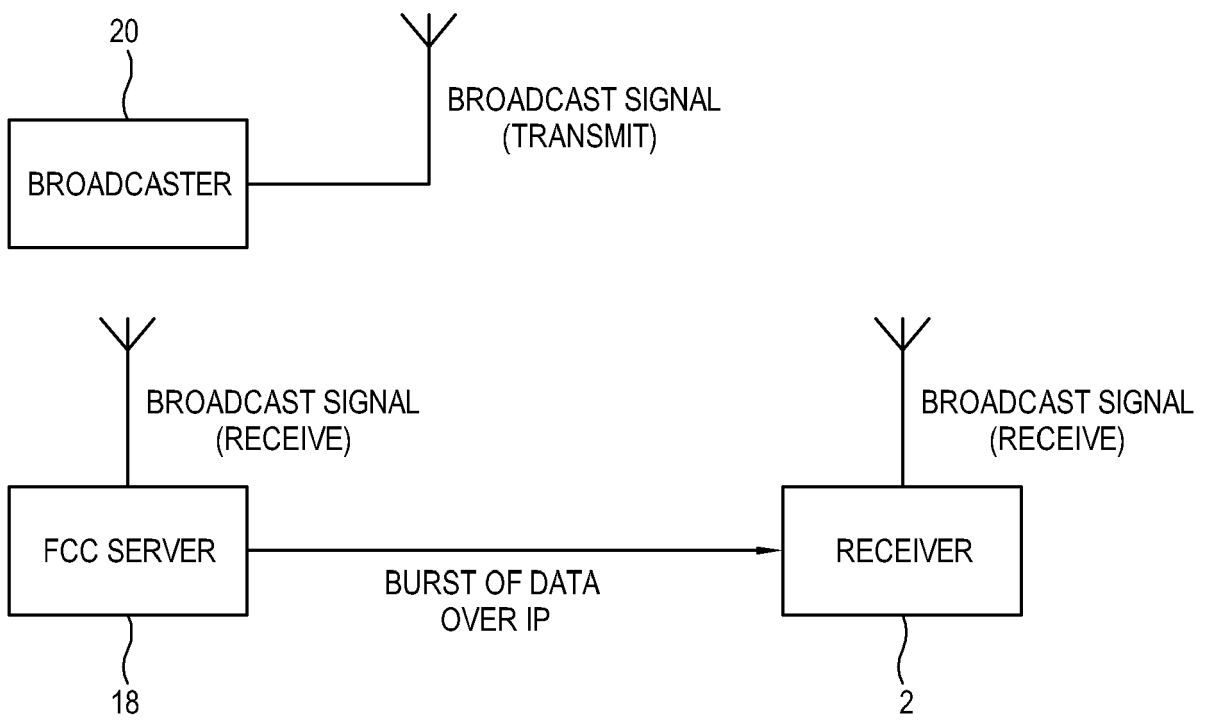 20
BROADCAST SIGNAL
(TRANSMIT)
BROADCASTER
BROADCAST SIGNAL
(RECEIVE)
BROADCAST SIGNAL
(RECEIVE)
FCC SERVER
RECEIVER
BURST OF DATA
OVER IP
18
2